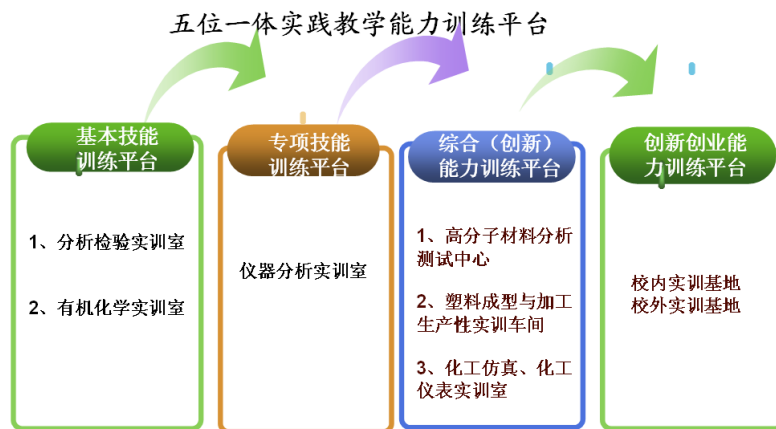 五位一体实践教学能力训练平台
基本技能
训练平台
1、分析检验实训室
2、有机化学实训室
专项技能
训练平台
仪器分析实训室
综合（创新）
能力训练平台
1、高分子材料分析
测试中心
2、塑料成型与加工
生产性实训车间
3、化工仿真、化工
仪表实训室
创新创业能
力训练平台
校内实训基地
校外实训基地